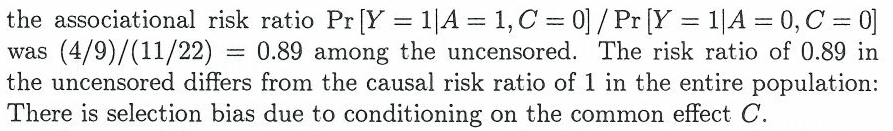 the associational risk ratio Pr [Y = 1|A = 1, C = 0] / Pr [Y = 1|A = 0, C = 0]
was (4/9)/(11/22) = 0.89 among the uncensored. The risk ratio of 0.89 in
the uncensored differs from the causal risk ratio of 1 in the entire population:
There is selection bias due to conditioning on the common effect C.